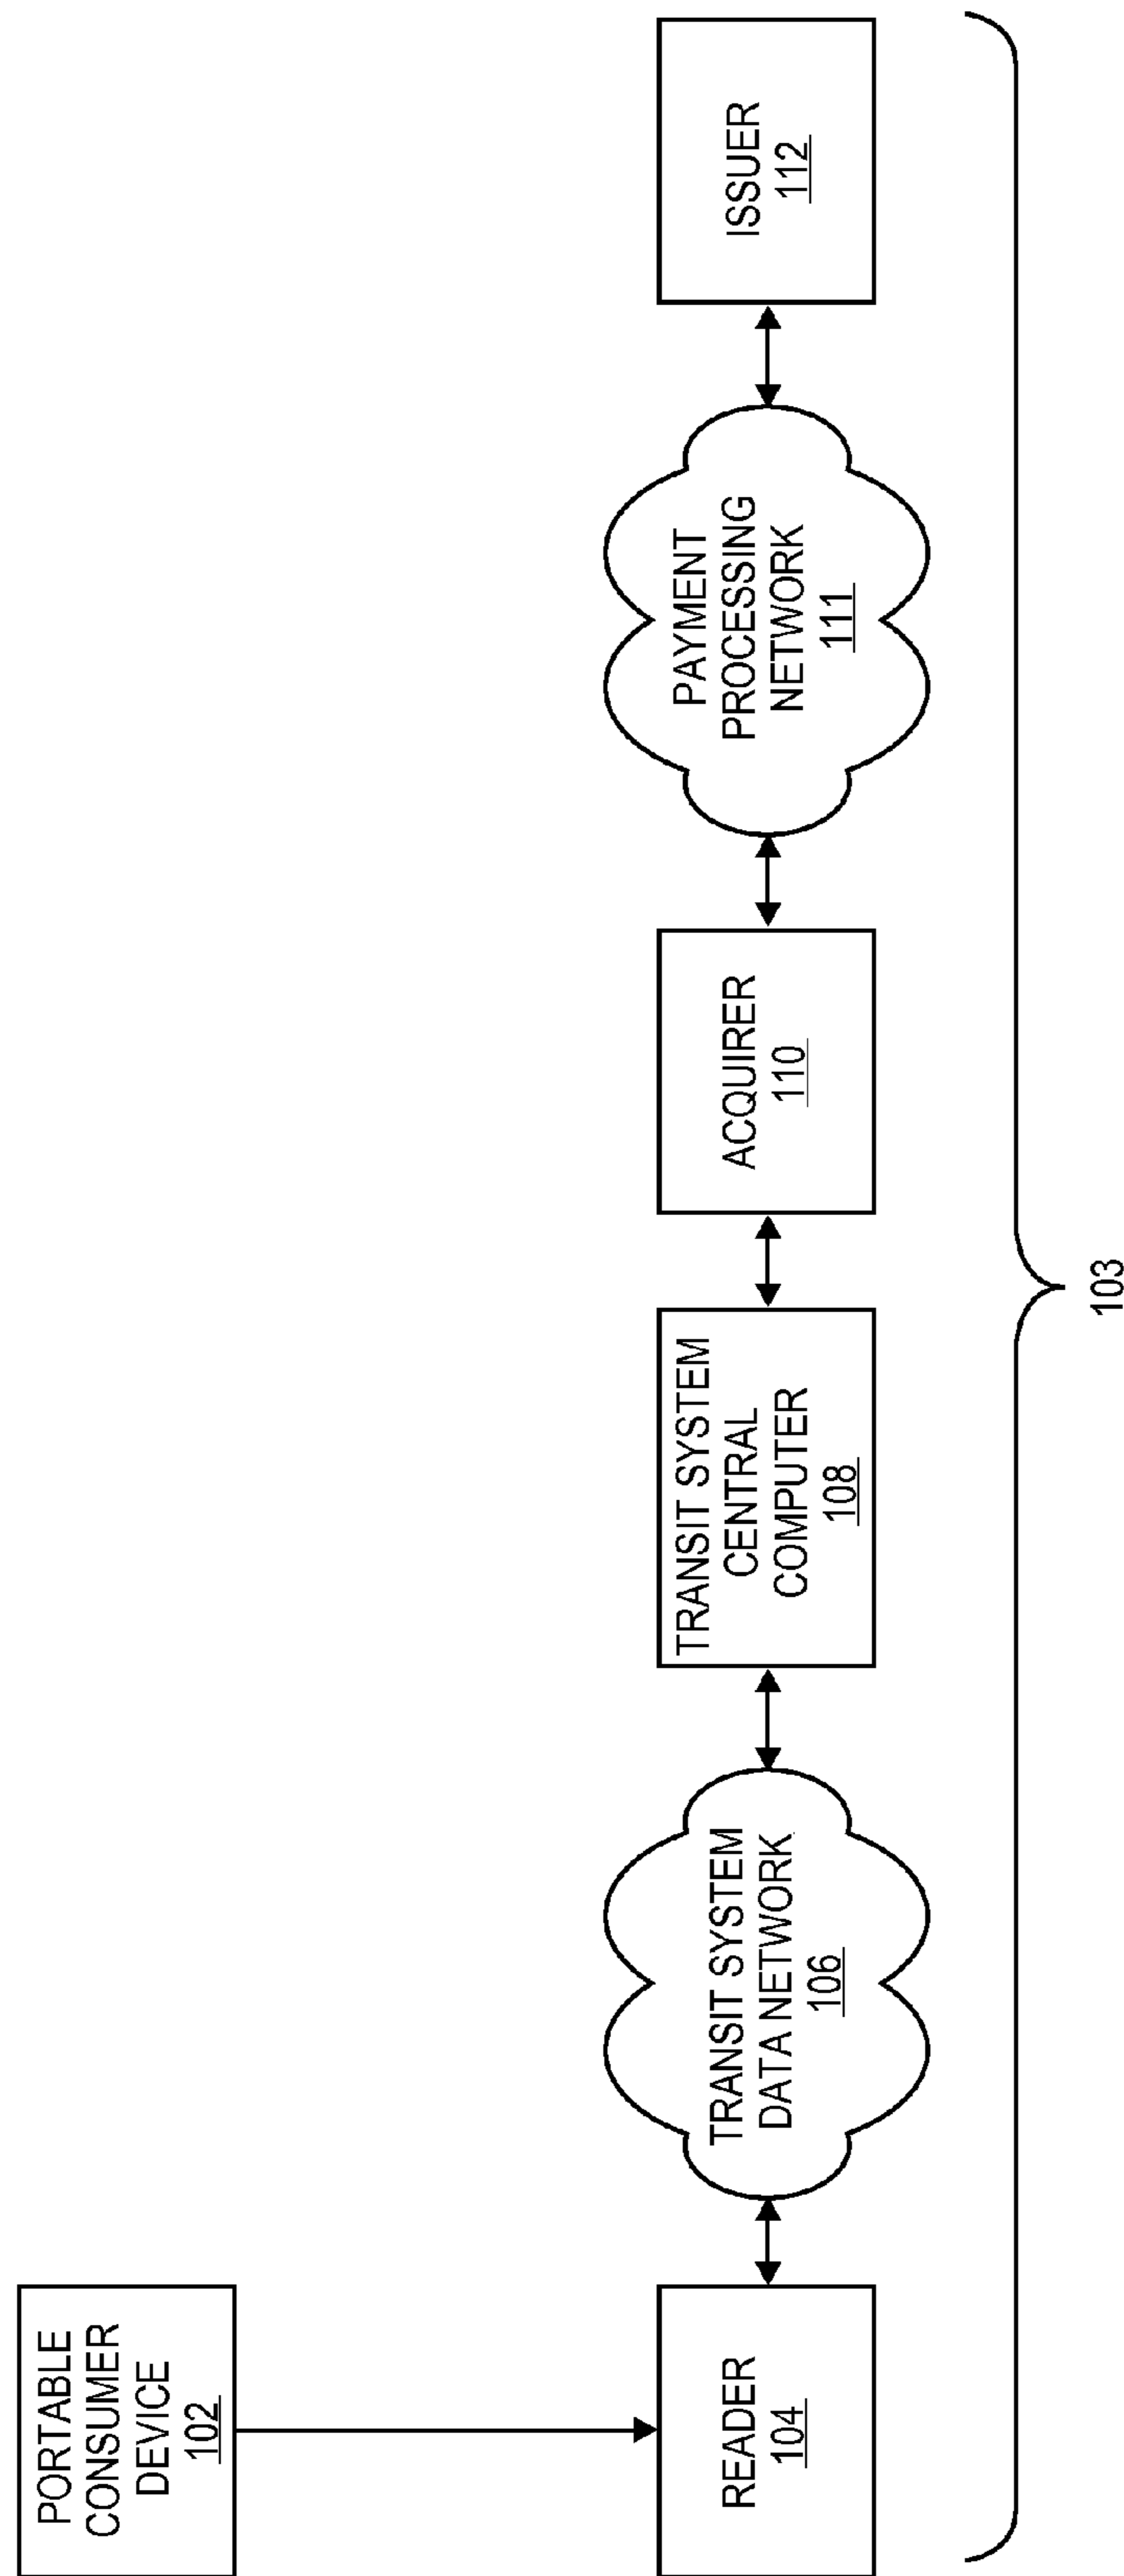 PORTABLE
CONSUMER
DEVICE
102
READER
104
TRANSIT SYSTEM
DATA NETWORK
106
TRANSIT SYSTEM
CENTRAL
COMPUTER
108
ACQUIRER
110
PAYMENT
PROCESSING
NETWORK
111
ISSUER
112
103